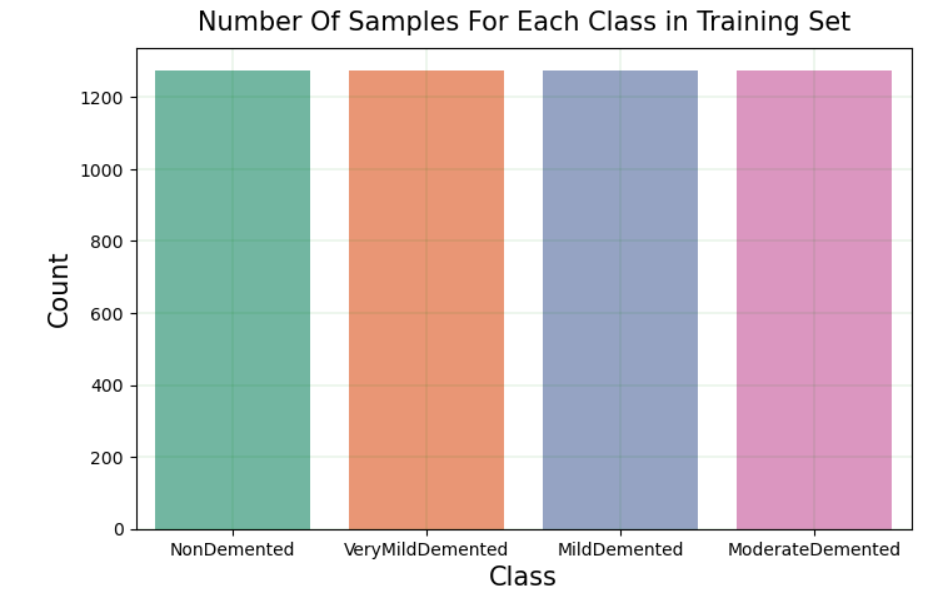 Number Of Samples For Each Class in Training Set
1200
1000
800
600
400
200
0
Count
NonDemented VeryMildDemented MildDemented ModerateDemented
Class